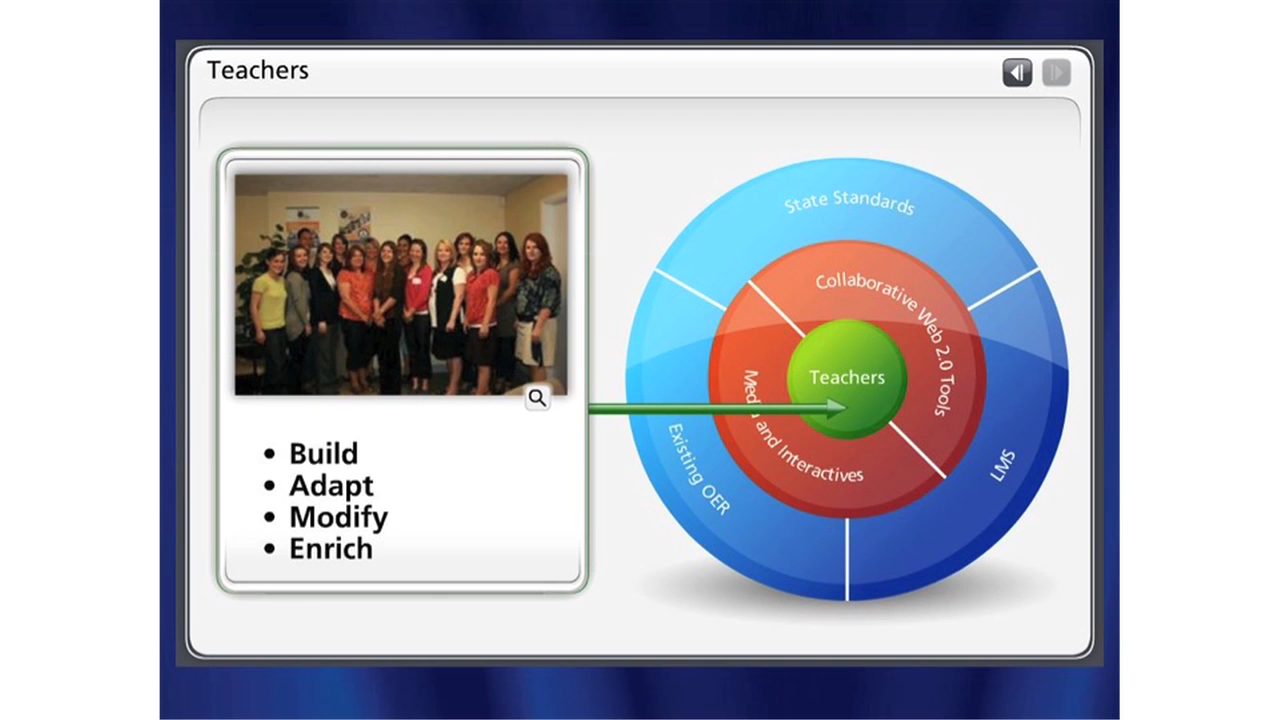 Teachers
Build
Adapt
Modify
Enrich
State Standards
Collaborative Web 2.0 Tools
Teachers
Media and Interactives
Existing OER
LMS